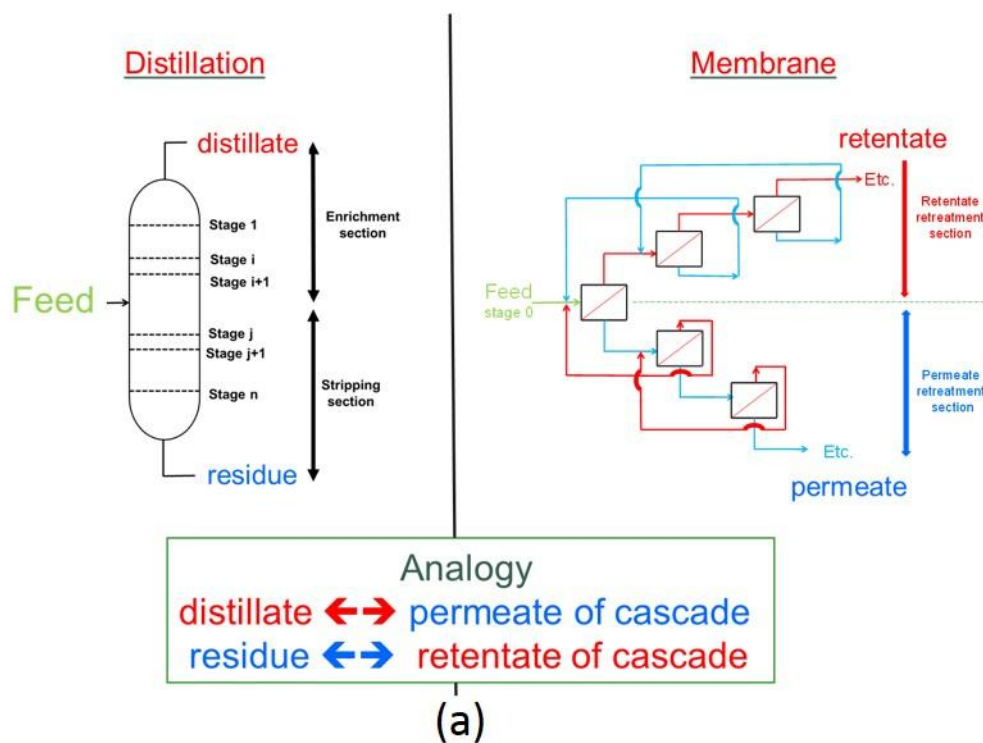 Distillation
distillate
Enrichment
section
Stage 1
Stage i
Stage i+1
Feed
Stage j
Stage j+1
Stage n
Stripping
section
residue
Membrane
retentate
Etc.
Retentate
retreatment
section
Feed
stage 0
Permeate
retreatment
section
Etc.
permeate
Analogy
distillate ↔ permeate of cascade
residue ↔ retentate of cascade
(a)